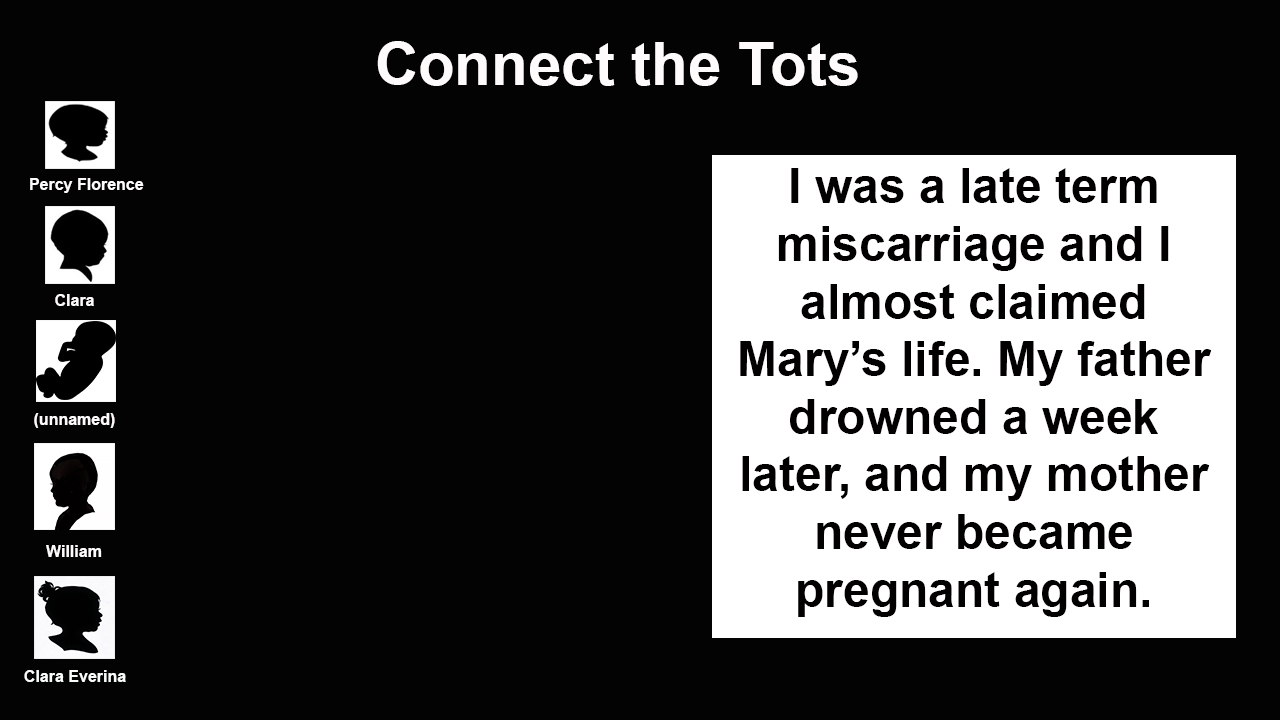 Connect the Tots
Percy Florence
Clara
(unnamed)
William
Clara Everina
I was a late term
miscarriage and I
almost claimed
Mary’s life. My father
drowned a week
later, and my mother
never became
pregnant again.